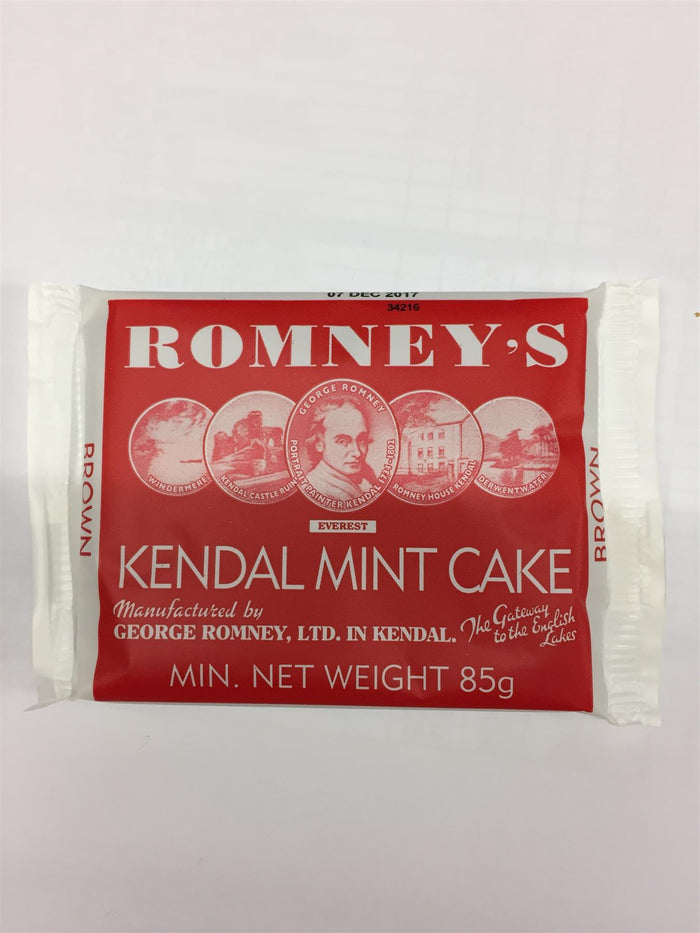 07 DEC 2017
34216
ROMNEY'S
WINDERMERE
KENDAL CASTLE RUIN
GEORGE ROMNEY
PORTRAIT PAINTER KENDAL 1734-1802
ROMNEY HOUSE KENDAL
DERWENTWATER
BROWN
BROWN
EVEREST
KENDAL MINT CAKE
Manufactured by
GEORGE ROMNEY, LTD. IN KENDAL.
The Gateway
to the English
Lakes
MIN. NET WEIGHT 85g